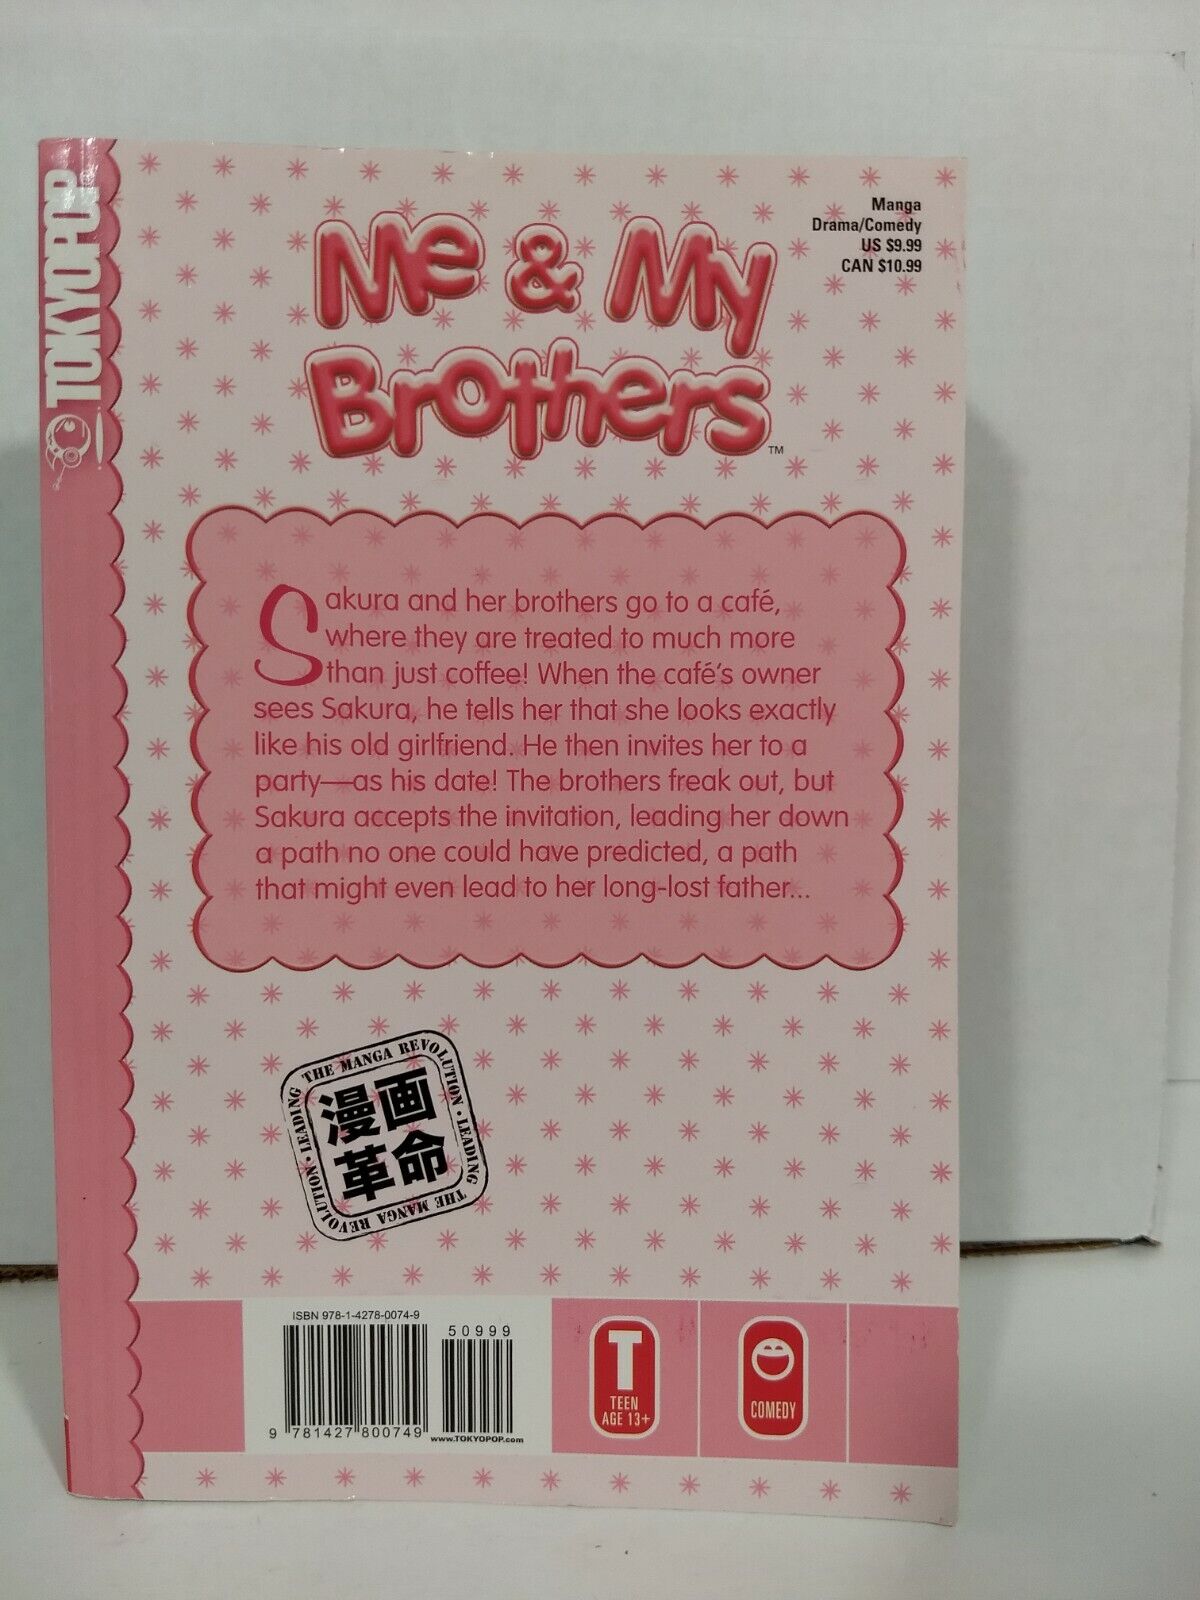 TOKYOPOP
Manga
Drama/Comedy
US $9.99
CAN $10.99
Me & My
Brothers™
Sakura and her brothers go to a café,
where they are treated to much more
than just coffee! When the café's owner
sees Sakura, he tells her that she looks exactly
like his old girlfriend. He then invites her to a
party—as his date! The brothers freak out, but
Sakura accepts the invitation, leading her down
a path no one could have predicted, a path
that might even lead to her long-lost father...
LEADING THE MANGA REVOLUTION • LEADING THE MANGA REVOLUTION •
漫画
革命
ISBN 978-1-4278-0074-9
50999
9 781427 800749
www.TOKYOPOP.com
T
TEEN
AGE 13+
COMEDY